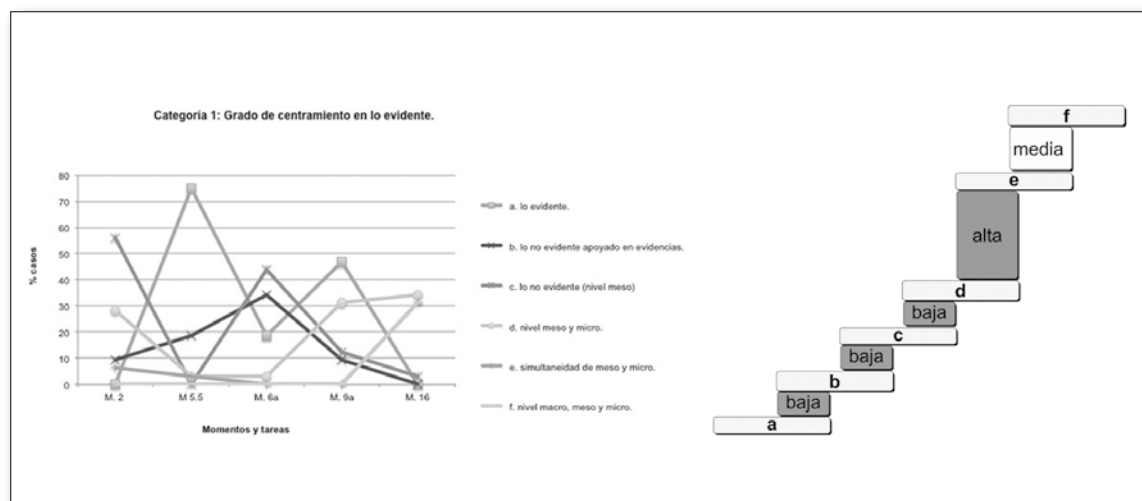 Categoría 1: Grado de centramiento en lo evidente.
80
70
60
50
40
30
20
10
0
% casos
M. 2
M 5.5
M. 6a
M. 9a
M. 16
Momentos y tareas
a. lo evidente.
b. lo no evidente apoyado en evidencias.
c. lo no evidente (nivel meso)
d. nivel meso y micro.
e. simultaneidad de meso y micro.
f. nivel macro, meso y micro.
f
media
e
alta
d
baja
c
baja
b
baja
a